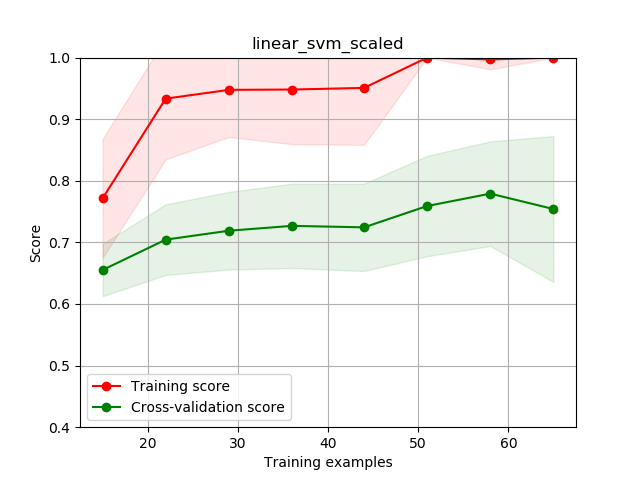 linear_svm_scaled
1.0
0.9
0.8
0.7
0.6
0.5
0.4
Score
Training score
Cross-validation score
20 30 40 50 60
Training examples